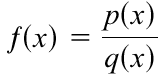 f(x) = p(x)/q(x)